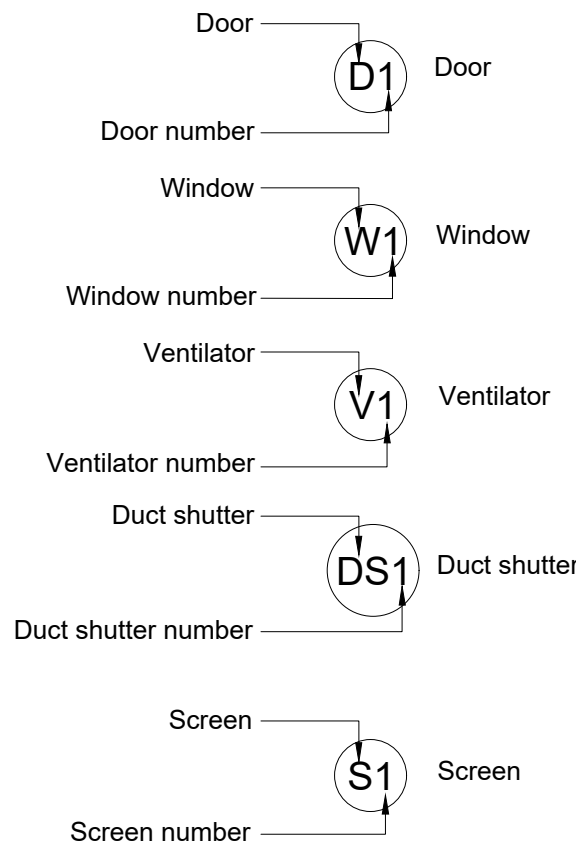 Door
D1
Door
Door number
Window
W1
Window
Window number
Ventilator
V1
Ventilator
Ventilator number
Duct shutter
DS1
Duct shutter
Duct shutter number
Screen
S1
Screen
Screen number